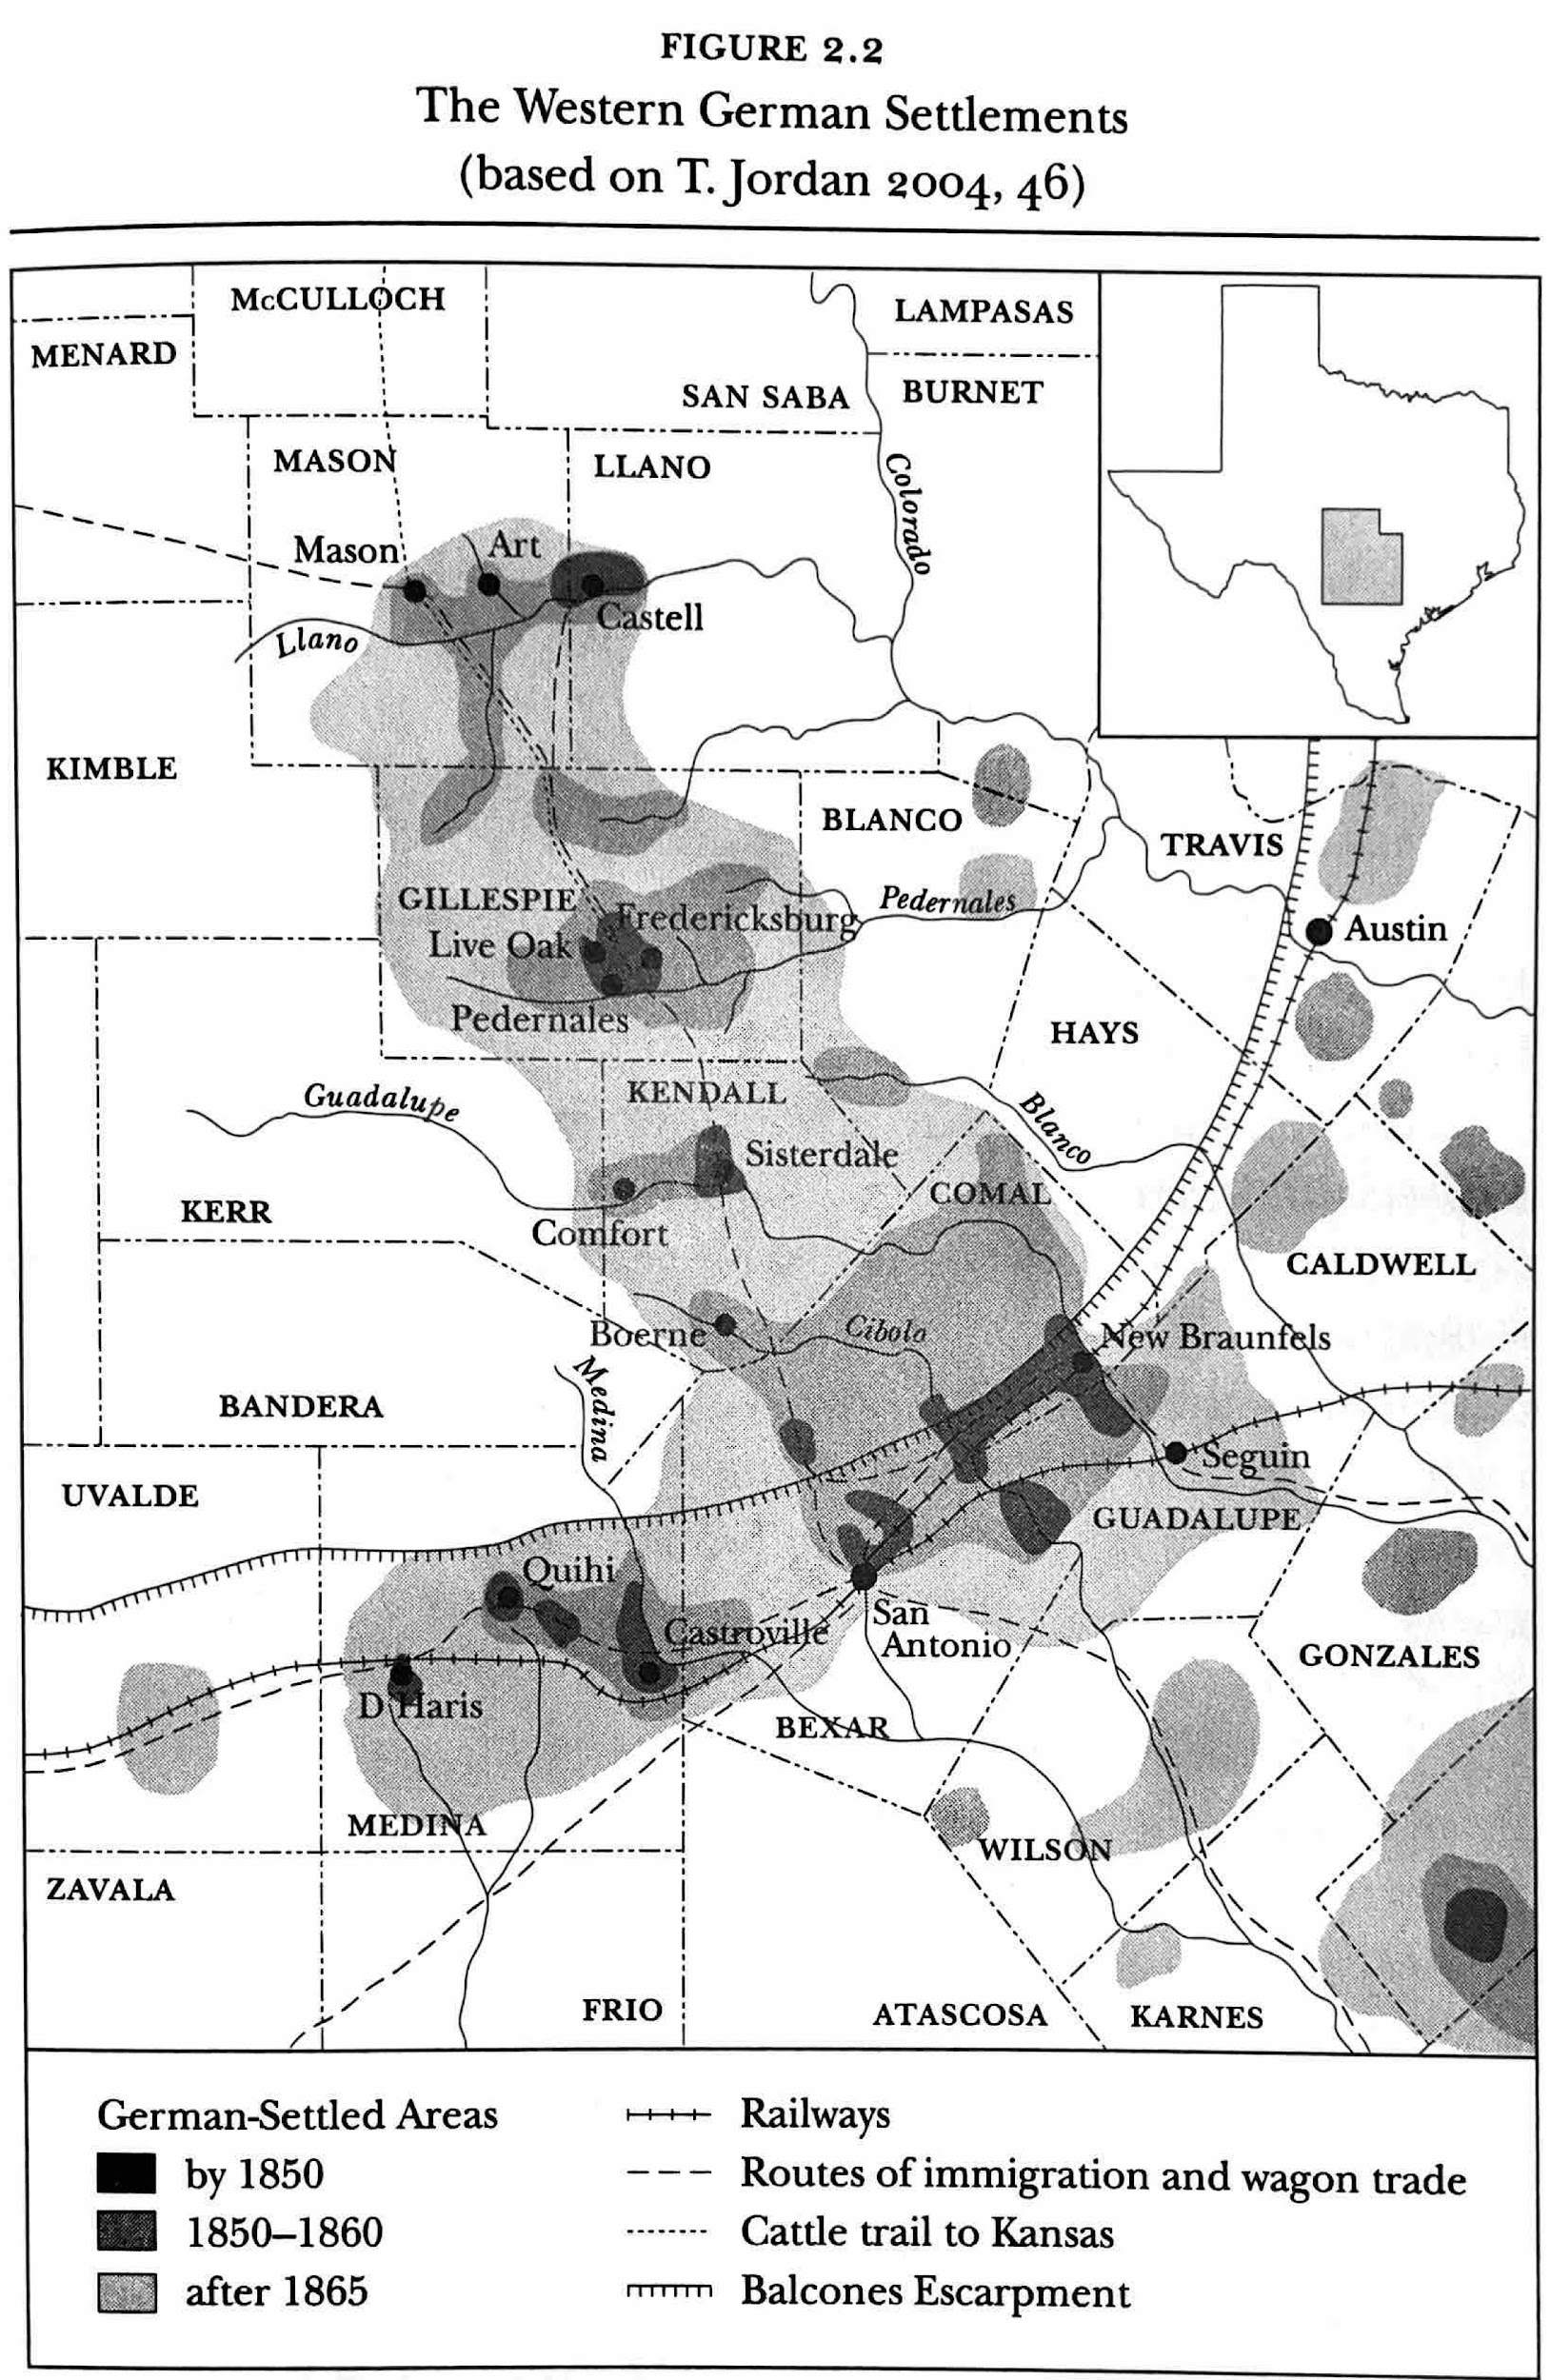 FIGURE 2.2
The Western German Settlements
(based on T. Jordan 2004, 46)
McCULLOCH
LAMPASAS
MENARD
SAN SABA
BURNET
MASON
LLANO
Colorado
Mason
Art
Castell
Llano
KIMBLE
BLANCO
TRAVIS
GILLESPIE
Fredericksburg
Pedernales
Live Oak
Austin
Pedernales
HAYS
KENDALL
Guadalupe
Blanco
Sisterdale
COMAL
KERR
Comfort
CALDWELL
Boerne
Cibolo
New Braunfels
Medina
BANDERA
Seguin
UVALDE
GUADALUPE
Quihi
San
Antonio
Castroville
GONZALES
D'Haris
BEXAR
MEDINA
WILSON
ZAVALA
FRIO
ATASCOSA
KARNES
German-Settled Areas
by 1850
1850–1860
after 1865
Railways
Routes of immigration and wagon trade
Cattle trail to Kansas
Balcones Escarpment